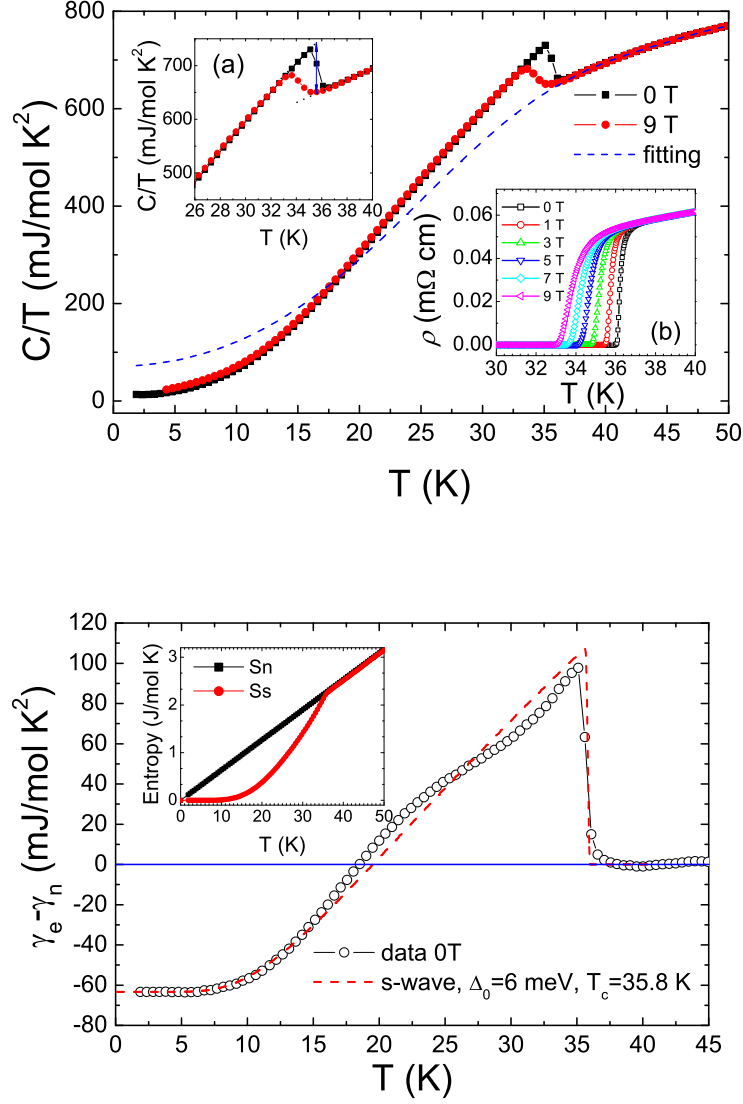 800
600
400
200
0
C/T (mJ/mol K²)
0 5 10 15 20 25 30 35 40 45 50
T (K)
0 T
9 T
fitting
(a)
700
600
500
C/T (mJ/mol K²)
26 28 30 32 34 36 38 40
T (K)
0.06
0.04
0.02
0.00
ρ (mΩ cm)
0 T
1 T
3 T
5 T
7 T
9 T
(b)
30 32 34 36 38 40
T (K)
120
100
80
60
40
20
0
-20
-40
-60
-80
γₑ-γₙ (mJ/mol K²)
0 5 10 15 20 25 30 35 40 45
T (K)
3
2
1
0
Entropy (J/mol K)
Sn
Ss
0 10 20 30 40 50
T (K)
data 0T
s-wave, Δ₀=6 meV, T_c=35.8 K